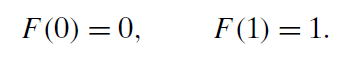 F(0) = 0, F(1) = 1.